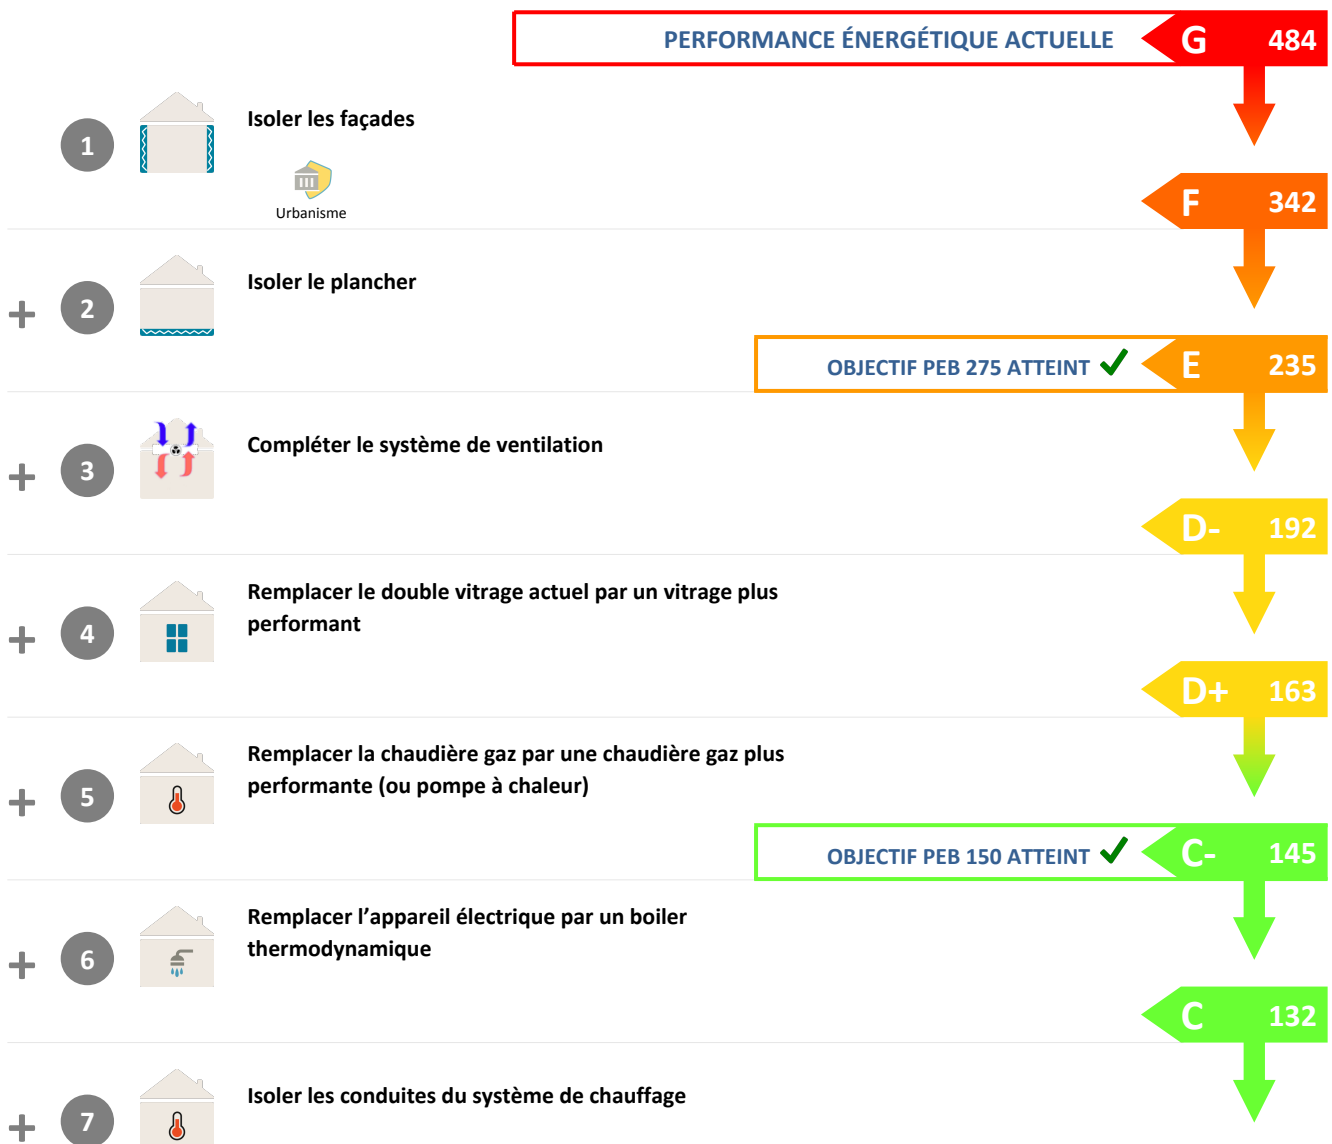 PERFORMANCE ÉNERGÉTIQUE ACTUELLE G 484
1 Isoler les façades
Urbanisme
F 342
+ 2 Isoler le plancher
OBJECTIF PEB 275 ATTEINT ✓ E 235
+ 3 Compléter le système de ventilation
D- 192
+ 4 Remplacer le double vitrage actuel par un vitrage plus
performant
D+ 163
+ 5 Remplacer la chaudière gaz par une chaudière gaz plus
performante (ou pompe à chaleur)
OBJECTIF PEB 150 ATTEINT ✓ C- 145
+ 6 Remplacer l’appareil électrique par un boiler
thermodynamique
C 132
+ 7 Isoler les conduites du système de chauffage